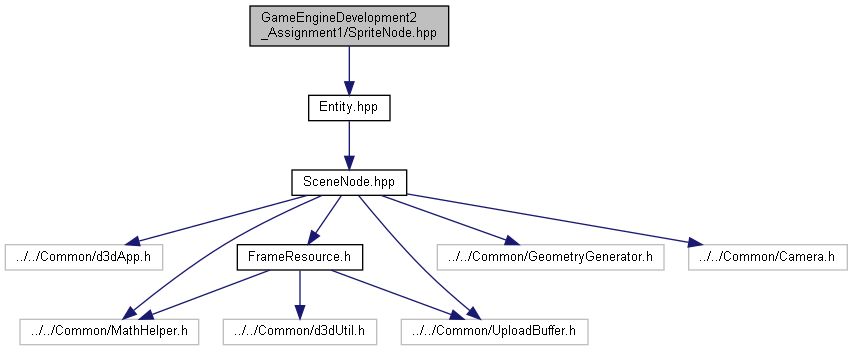 GameEngineDevelopment2
_Assignment1/SpriteNode.hpp
Entity.hpp
SceneNode.hpp
../../Common/d3dApp.h
FrameResource.h
../../Common/GeometryGenerator.h
../../Common/Camera.h
../../Common/MathHelper.h
../../Common/d3dUtil.h
../../Common/UploadBuffer.h